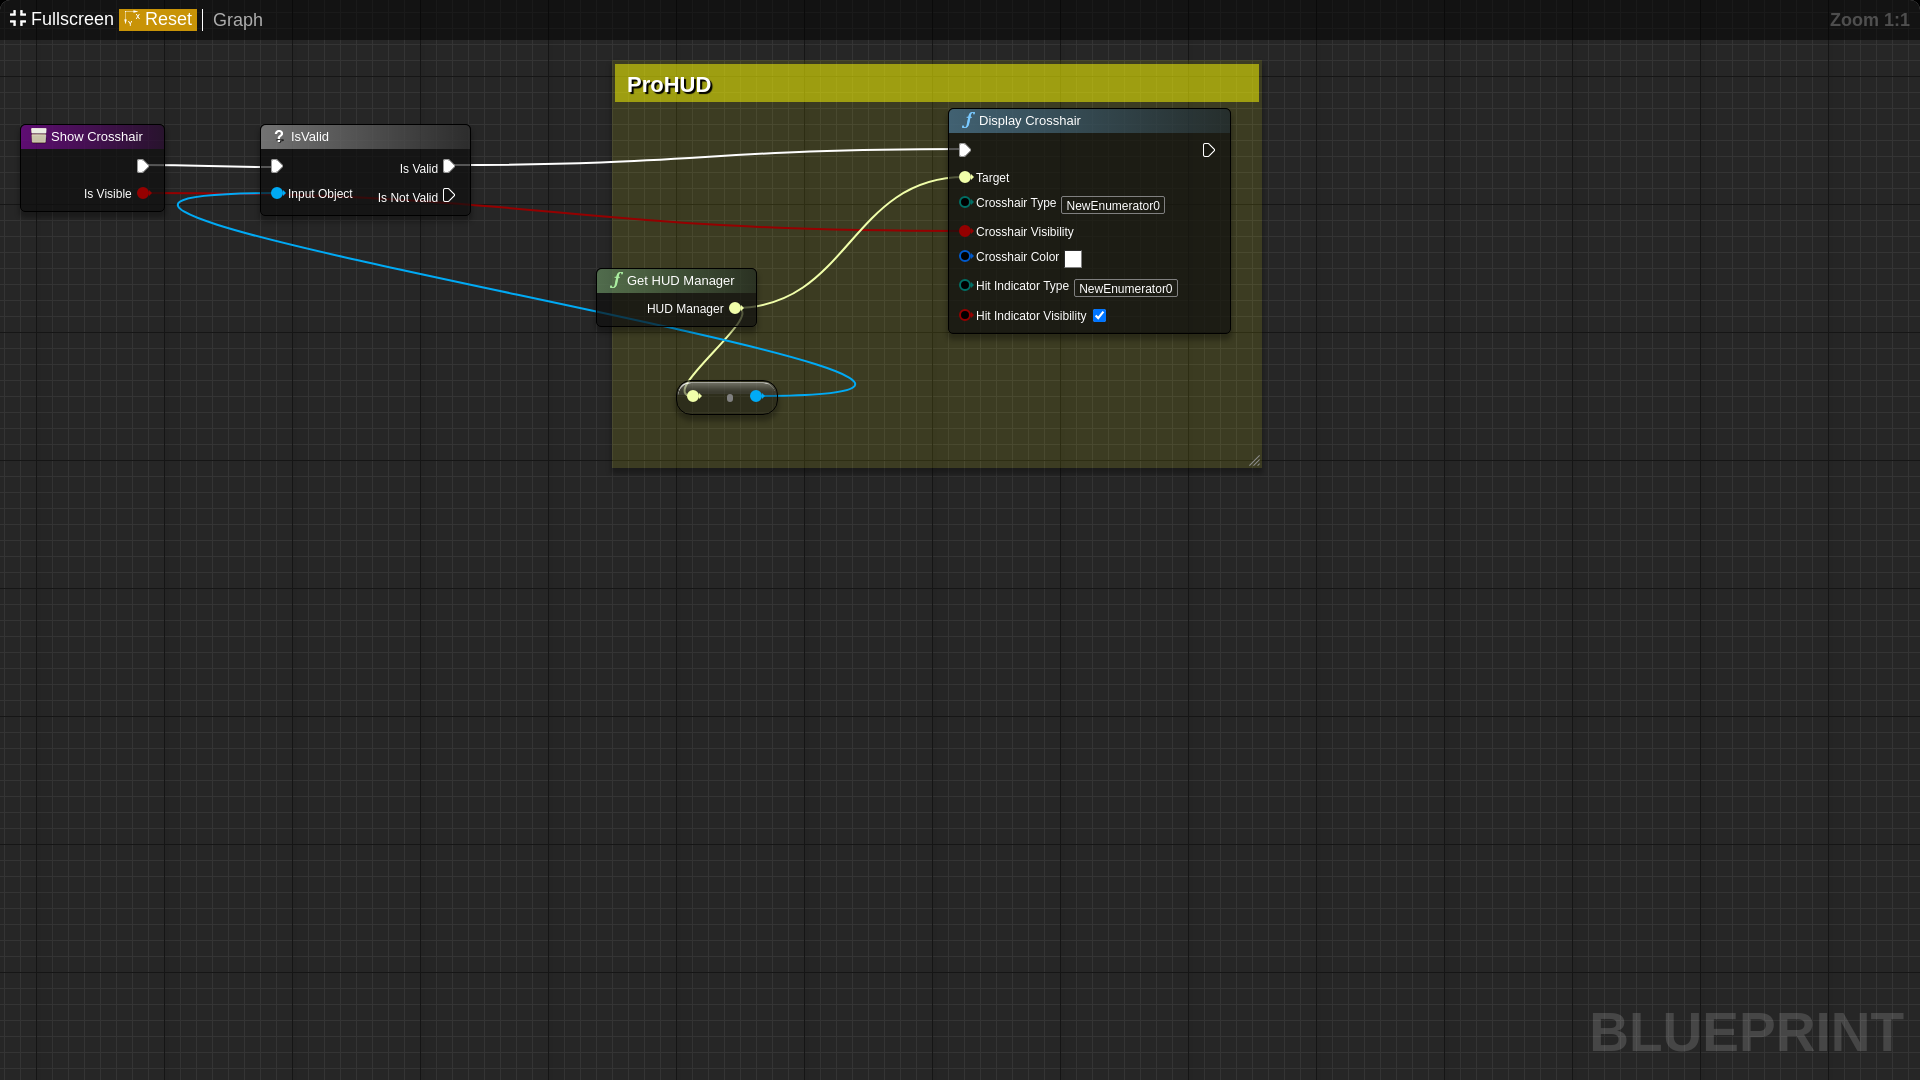 Fullscreen Reset Graph Zoom 1:1
ProHUD
Show Crosshair
Is Visible
? IsValid
Is Valid
Input Object
Is Not Valid
f Display Crosshair
Target
Crosshair Type NewEnumerator0
Crosshair Visibility
Crosshair Color
Hit Indicator Type NewEnumerator0
Hit Indicator Visibility
f Get HUD Manager
HUD Manager
BLUEPRINT